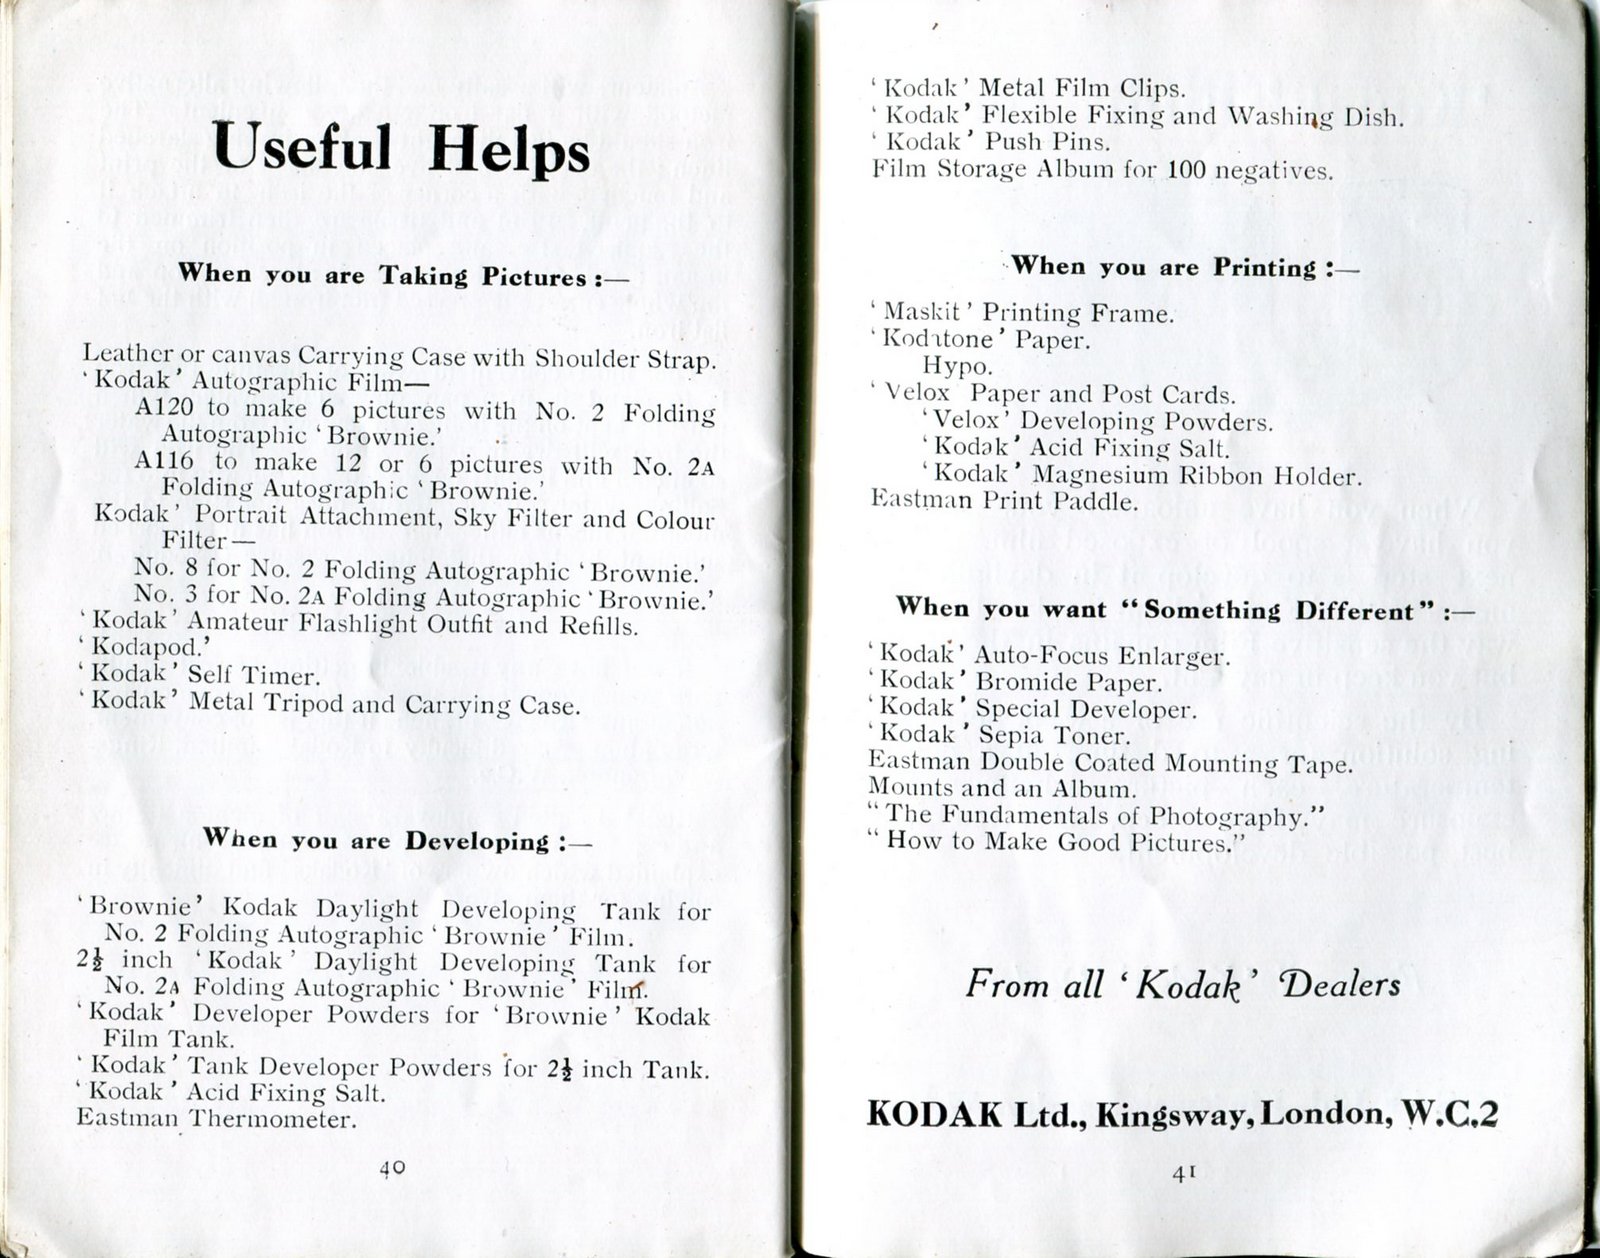 Useful Helps
When you are Taking Pictures :—
Leather or canvas Carrying Case with Shoulder Strap.
‘Kodak’ Autographic Film—
A120 to make 6 pictures with No. 2 Folding
Autographic ‘Brownie.’
A116 to make 12 or 6 pictures with No. 2A
Folding Autographic ‘Brownie.’
Kodak’ Portrait Attachment, Sky Filter and Colour
Filter—
No. 8 for No. 2 Folding Autographic ‘Brownie.’
No. 3 for No. 2A Folding Autographic ‘Brownie.’
‘Kodak’ Amateur Flashlight Outfit and Refills.
‘Kodapod.’
‘Kodak’ Self Timer.
‘Kodak’ Metal Tripod and Carrying Case.
When you are Developing :—
‘Brownie’ Kodak Daylight Developing Tank for
No. 2 Folding Autographic ‘Brownie’ Film.
2½ inch ‘Kodak’ Daylight Developing Tank for
No. 2A Folding Autographic ‘Brownie’ Film.
‘Kodak’ Developer Powders for ‘Brownie’ Kodak
Film Tank.
‘Kodak’ Tank Developer Powders for 2½ inch Tank.
‘Kodak’ Acid Fixing Salt.
Eastman Thermometer.
40
‘Kodak’ Metal Film Clips.
‘Kodak’ Flexible Fixing and Washing Dish.
‘Kodak’ Push Pins.
Film Storage Album for 100 negatives.
When you are Printing :—
‘Maskit’ Printing Frame.
‘Kodatone’ Paper.
Hypo.
‘Velox’ Paper and Post Cards.
‘Velox’ Developing Powders.
‘Kodak’ Acid Fixing Salt.
‘Kodak’ Magnesium Ribbon Holder.
Eastman Print Paddle.
When you want “Something Different” :—
‘Kodak’ Auto-Focus Enlarger.
‘Kodak’ Bromide Paper.
‘Kodak’ Special Developer.
‘Kodak’ Sepia Toner.
Eastman Double Coated Mounting Tape.
Mounts and an Album.
“The Fundamentals of Photography.”
“How to Make Good Pictures.”
From all ‘Kodak’ Dealers
KODAK Ltd., Kingsway, London, W.C.2
41